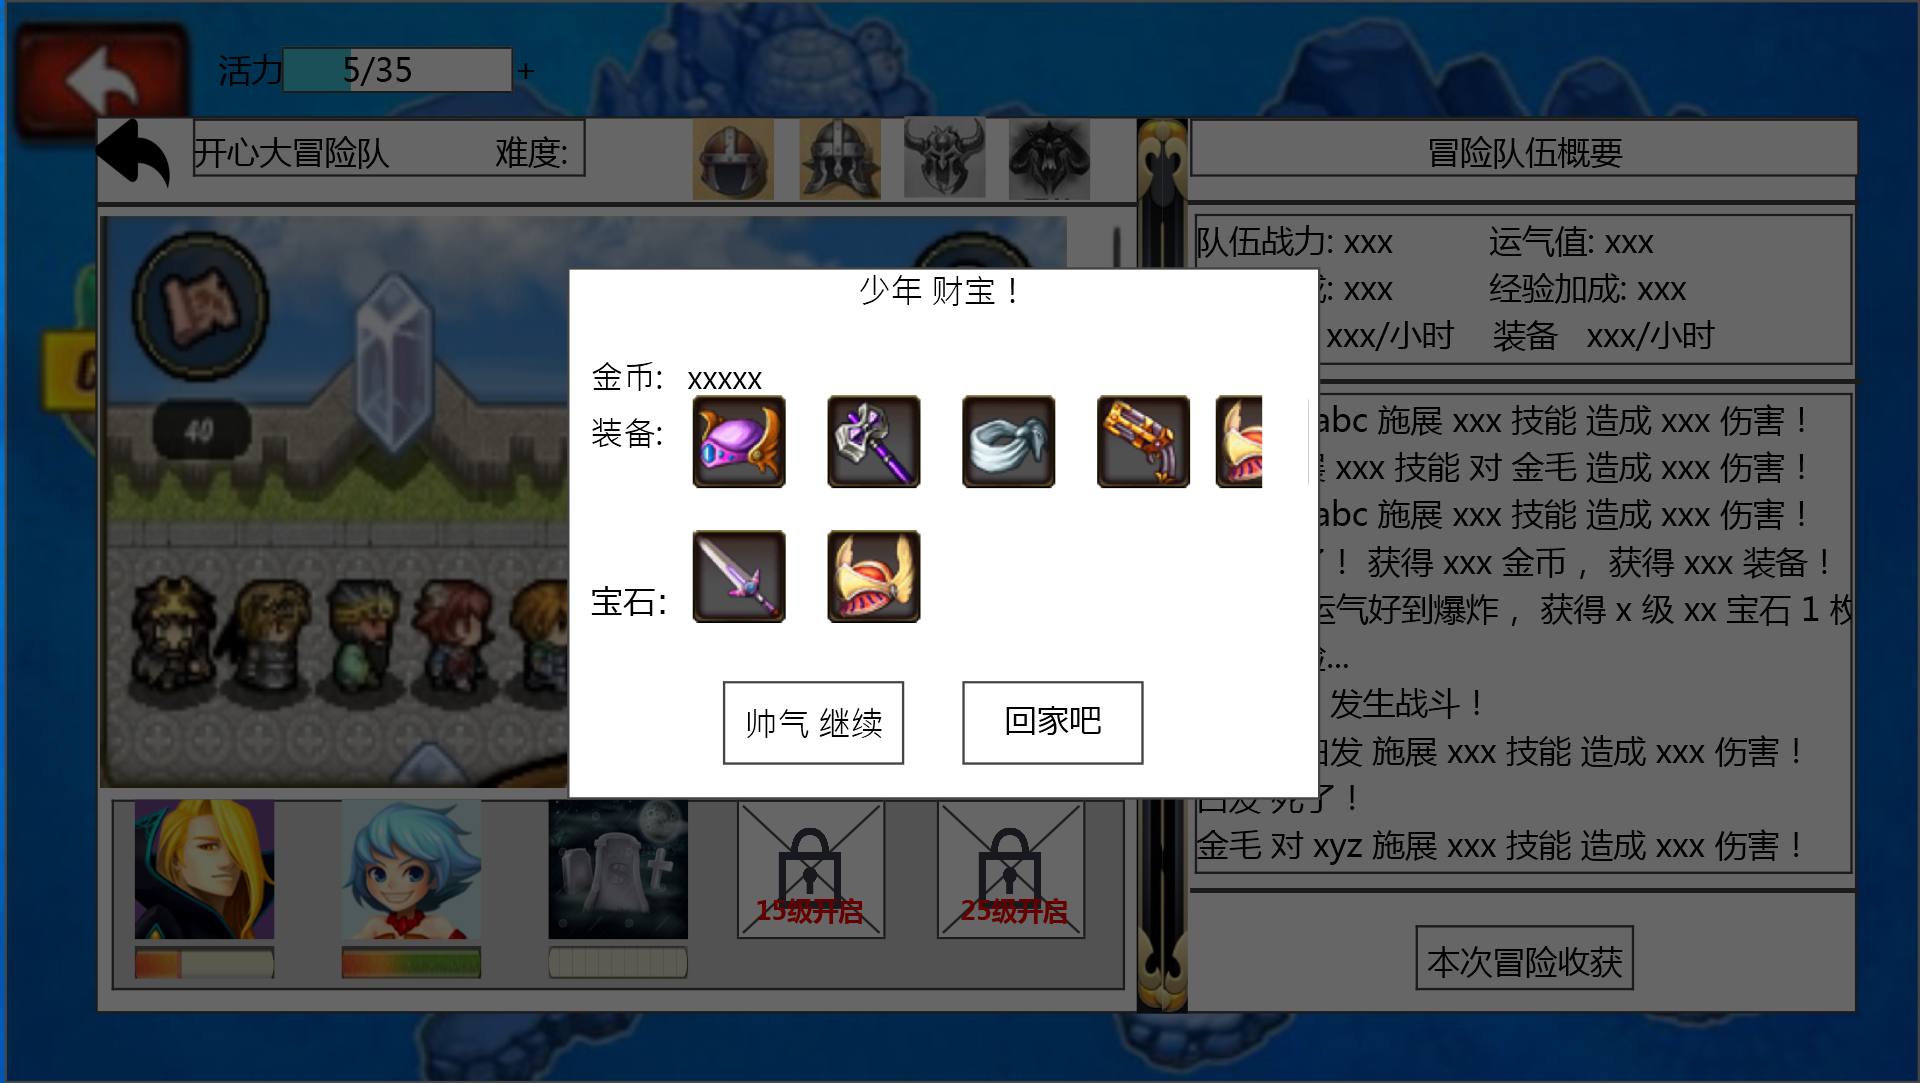 活力 5/35 +
开心大冒险队 难度:
冒险队伍概要
队伍战力: xxx 运气值: xxx
: xxx 经验加成: xxx
xxx/小时 装备 xxx/小时
少年 财宝！
金币: xxxxx
装备:
宝石:
帅气 继续
回家吧
40
abc 施展 xxx 技能 造成 xxx 伤害！
xxx 技能 对 金毛 造成 xxx 伤害！
abc 施展 xxx 技能 造成 xxx 伤害！
！ 获得 xxx 金币， 获得 xxx 装备！
运气好到爆炸， 获得 x 级 xx 宝石 1 枚
...
发生战斗！
白发 施展 xxx 技能 造成 xxx 伤害！
白发 死了！
金毛 对 xyz 施展 xxx 技能 造成 xxx 伤害！
15级开启
25级开启
本次冒险收获